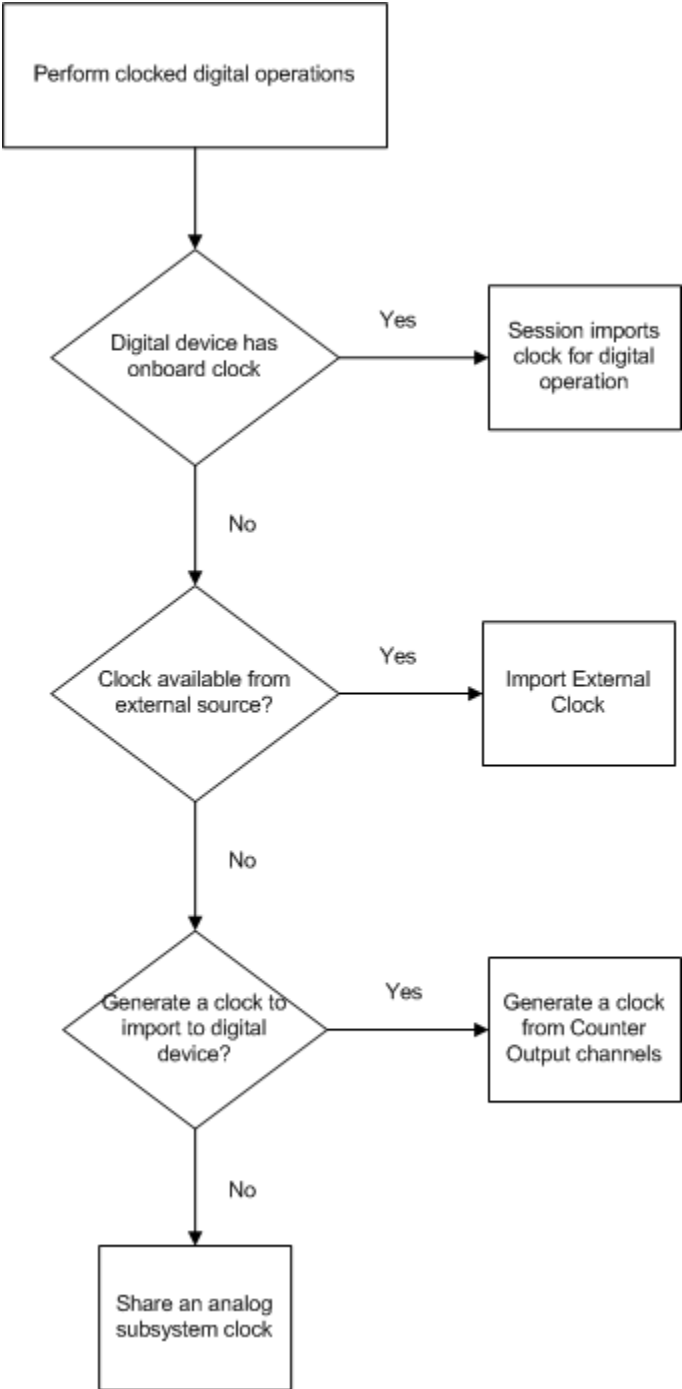 Perform clocked digital operations
Digital device has
onboard clock
Yes
Session imports
clock for digital
operation
No
Clock available from
external source?
Yes
Import External
Clock
No
Generate a clock to
import to digital
device?
Yes
Generate a clock
from Counter
Output channels
No
Share an analog
subsystem clock